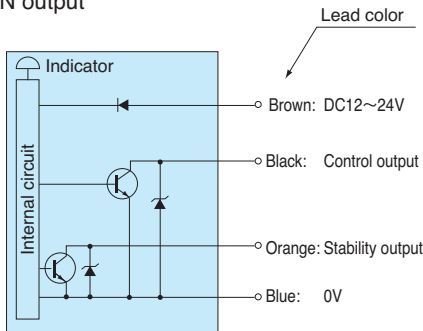 N output
Lead color
Indicator
Internal circuit
Brown: DC12～24V
Black: Control output
Orange: Stability output
Blue: 0V